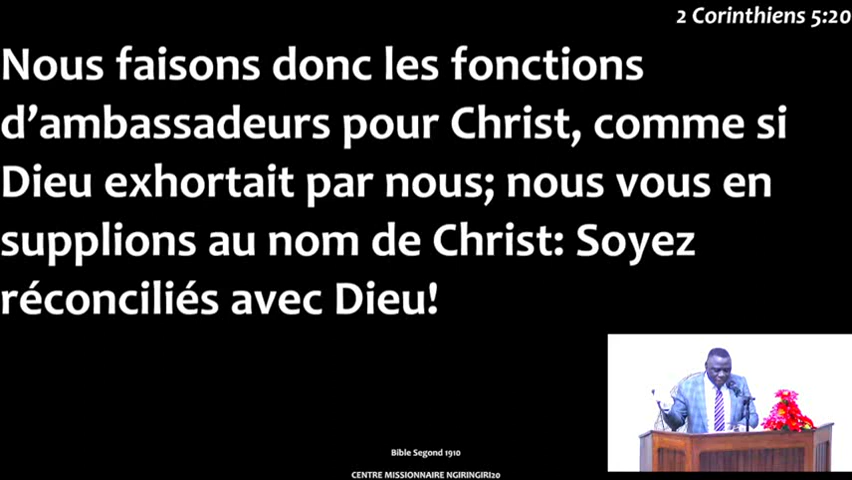 2 Corinthiens 5:20
Nous faisons donc les fonctions
d’ambassadeurs pour Christ, comme si
Dieu exhortait par nous; nous vous en
supplions au nom de Christ: Soyez
réconciliés avec Dieu!
Bible Segond 1910
CENTRE MISSIONNAIRE NGIRINGIRI20